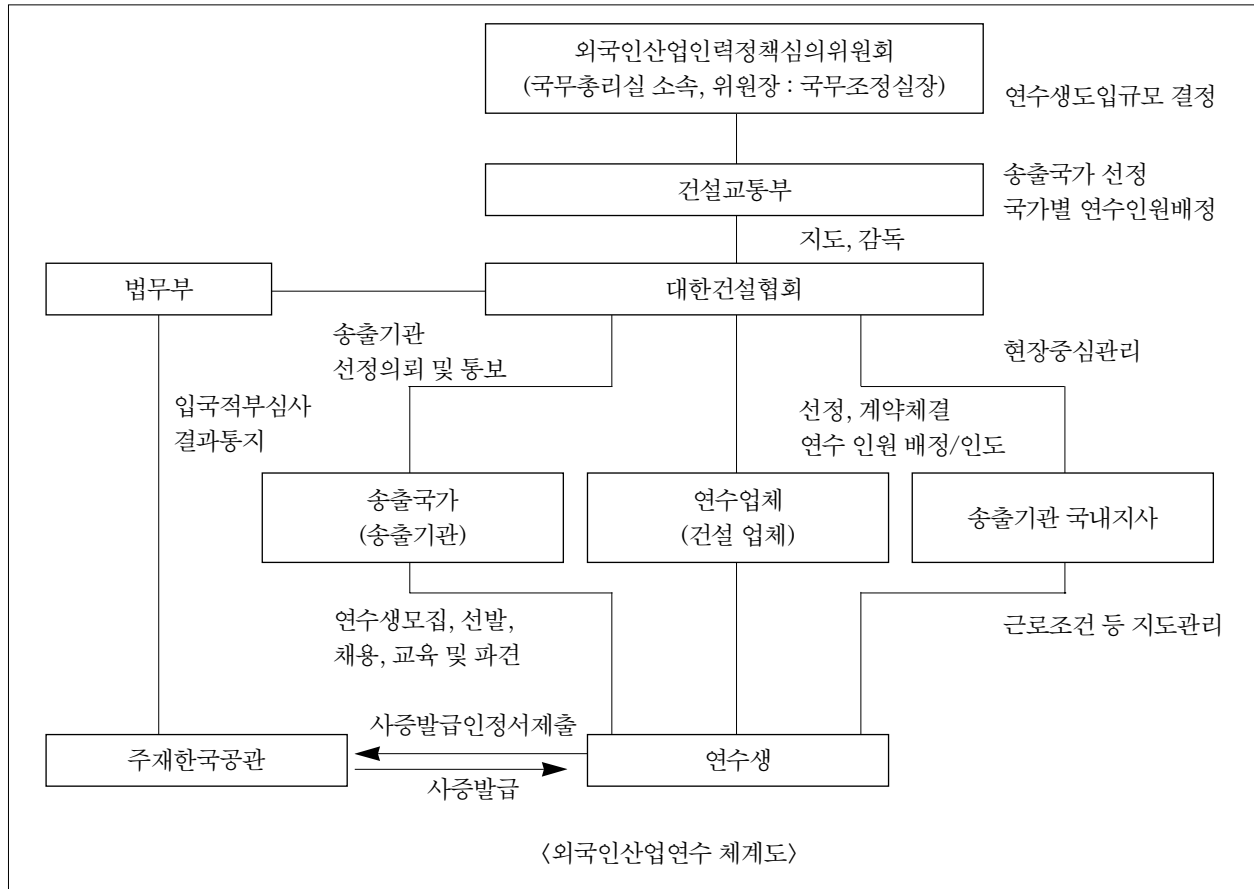 외국인산업인력정책심의위원회
(국무총리실 소속, 위원장 : 국무조정실장)
연수생도입규모 결정
건설교통부
송출국가 선정
국가별 연수인원배정
지도, 감독
법무부
대한건설협회
송출기관
선정의뢰 및 통보
현장중심관리
입국적부심사
결과통지
선정, 계약체결
연수 인원 배정/인도
송출국가
(송출기관)
연수업체
(건설 업체)
송출기관 국내지사
연수생모집, 선발,
채용, 교육 및 파견
근로조건 등 지도관리
사증발급인정서제출
주재한국공관
연수생
사증발급
〈외국인산업연수 체계도〉